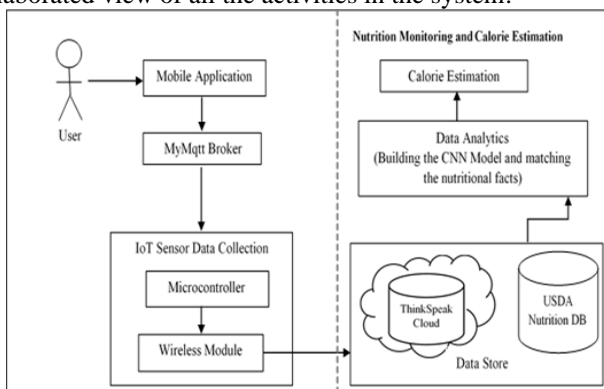 aborated view of all the activities in the system.
Nutrition Monitoring and Calorie Estimation
Mobile Application
User
MyMqtt Broker
IoT Sensor Data Collection
Microcontroller
Wireless Module
Calorie Estimation
Data Analytics
(Building the CNN Model and matching
the nutritional facts)
ThinkSpeak
Cloud
USDA
Nutrition DB
Data Store